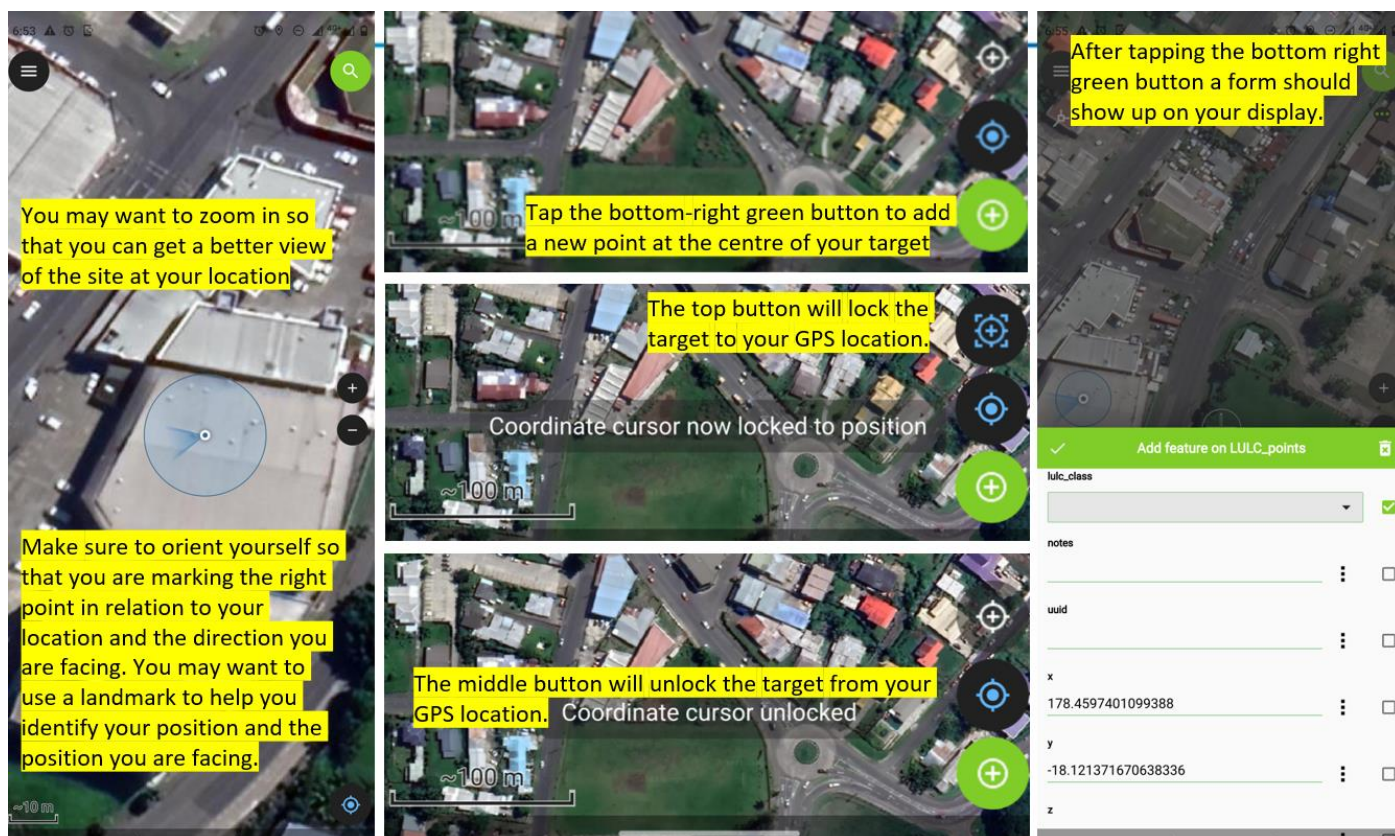 6:53
You may want to zoom in so
that you can get a better view
of the site at your location
+
−
Make sure to orient yourself so
that you are marking the right
point in relation to your
location and the direction you
are facing. You may want to
use a landmark to help you
identify your position and the
position you are facing.
~10 m
~100 m
Tap the bottom-right green button to add
a new point at the centre of your target
The top button will lock the
target to your GPS location.
Coordinate cursor now locked to position
~100 m
The middle button will unlock the target from your
GPS location.
Coordinate cursor unlocked
~100 m
6:55
After tapping the bottom right
green button a form should
show up on your display.
+
Add feature on LULC_points
lulc_class
notes
uuid
x
178.4597401099388
y
-18.121371670638336
z